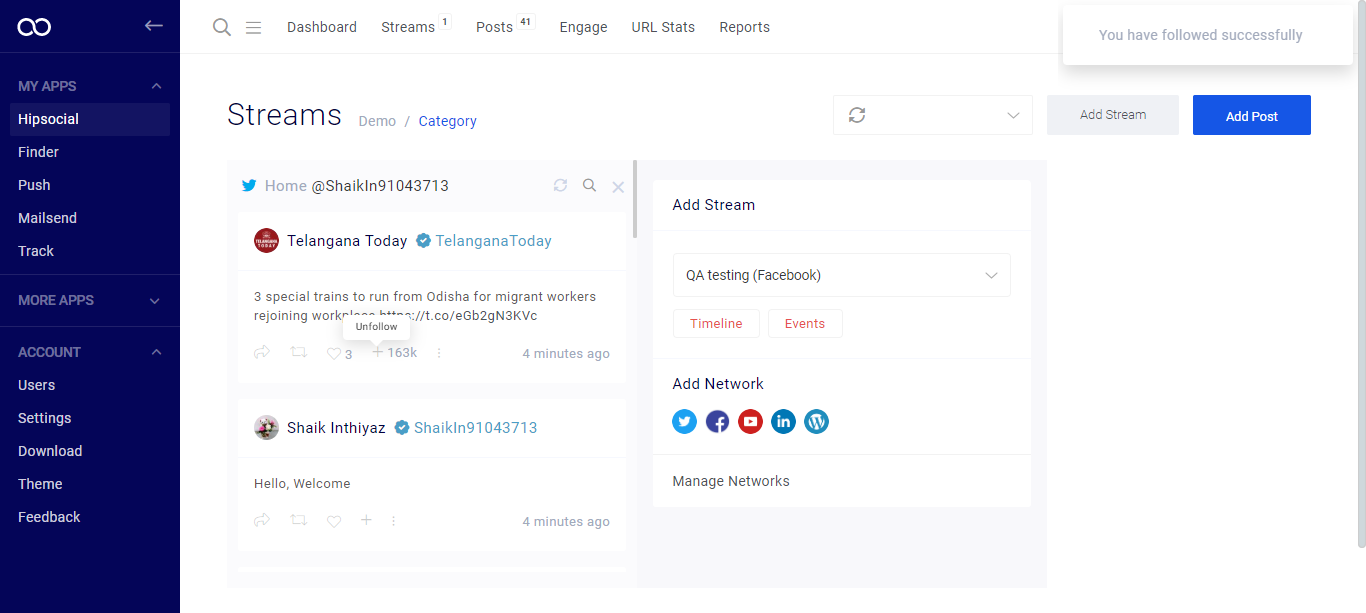 MY APPS
Hipsocial
Finder
Push
Mailsend
Track
MORE APPS
ACCOUNT
Users
Settings
Download
Theme
Feedback
Dashboard Streams 1 Posts 41 Engage URL Stats Reports
You have followed successfully
Streams Demo / Category
Add Stream Add Post
Home @ShaikIn91043713
TELANGANA
TODAY
Telangana Today TelanganaToday
3 special trains to run from Odisha for migrant workers
rejoining https://t.co/eGb2gN3KVc
Unfollow
3 163k 4 minutes ago
Shaik Inthiyaz ShaikIn91043713
Hello, Welcome
4 minutes ago
Add Stream
QA testing (Facebook)
Timeline Events
Add Network
Manage Networks